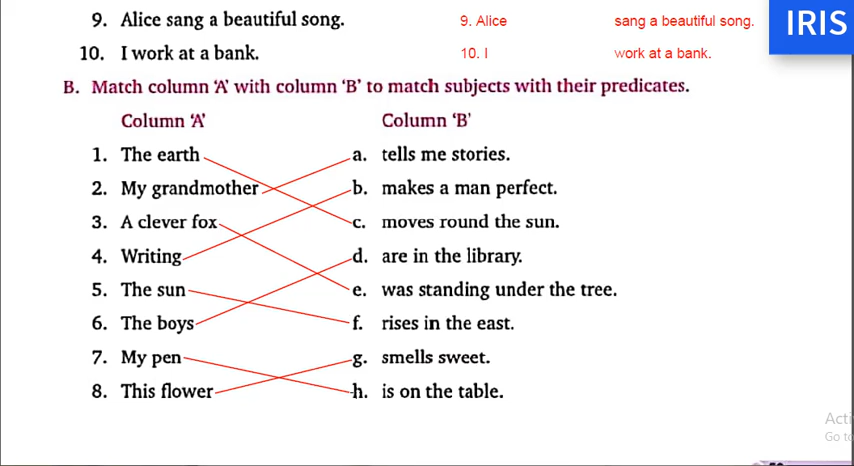 9. Alice sang a beautiful song. 9. Alice sang a beautiful song. IRIS
10. I work at a bank. 10. I work at a bank.
B. Match column ‘A’ with column ‘B’ to match subjects with their predicates.
Column ‘A’ Column ‘B’
1. The earth a. tells me stories.
2. My grandmother b. makes a man perfect.
3. A clever fox c. moves round the sun.
4. Writing d. are in the library.
5. The sun e. was standing under the tree.
6. The boys f. rises in the east.
7. My pen g. smells sweet.
8. This flower h. is on the table.